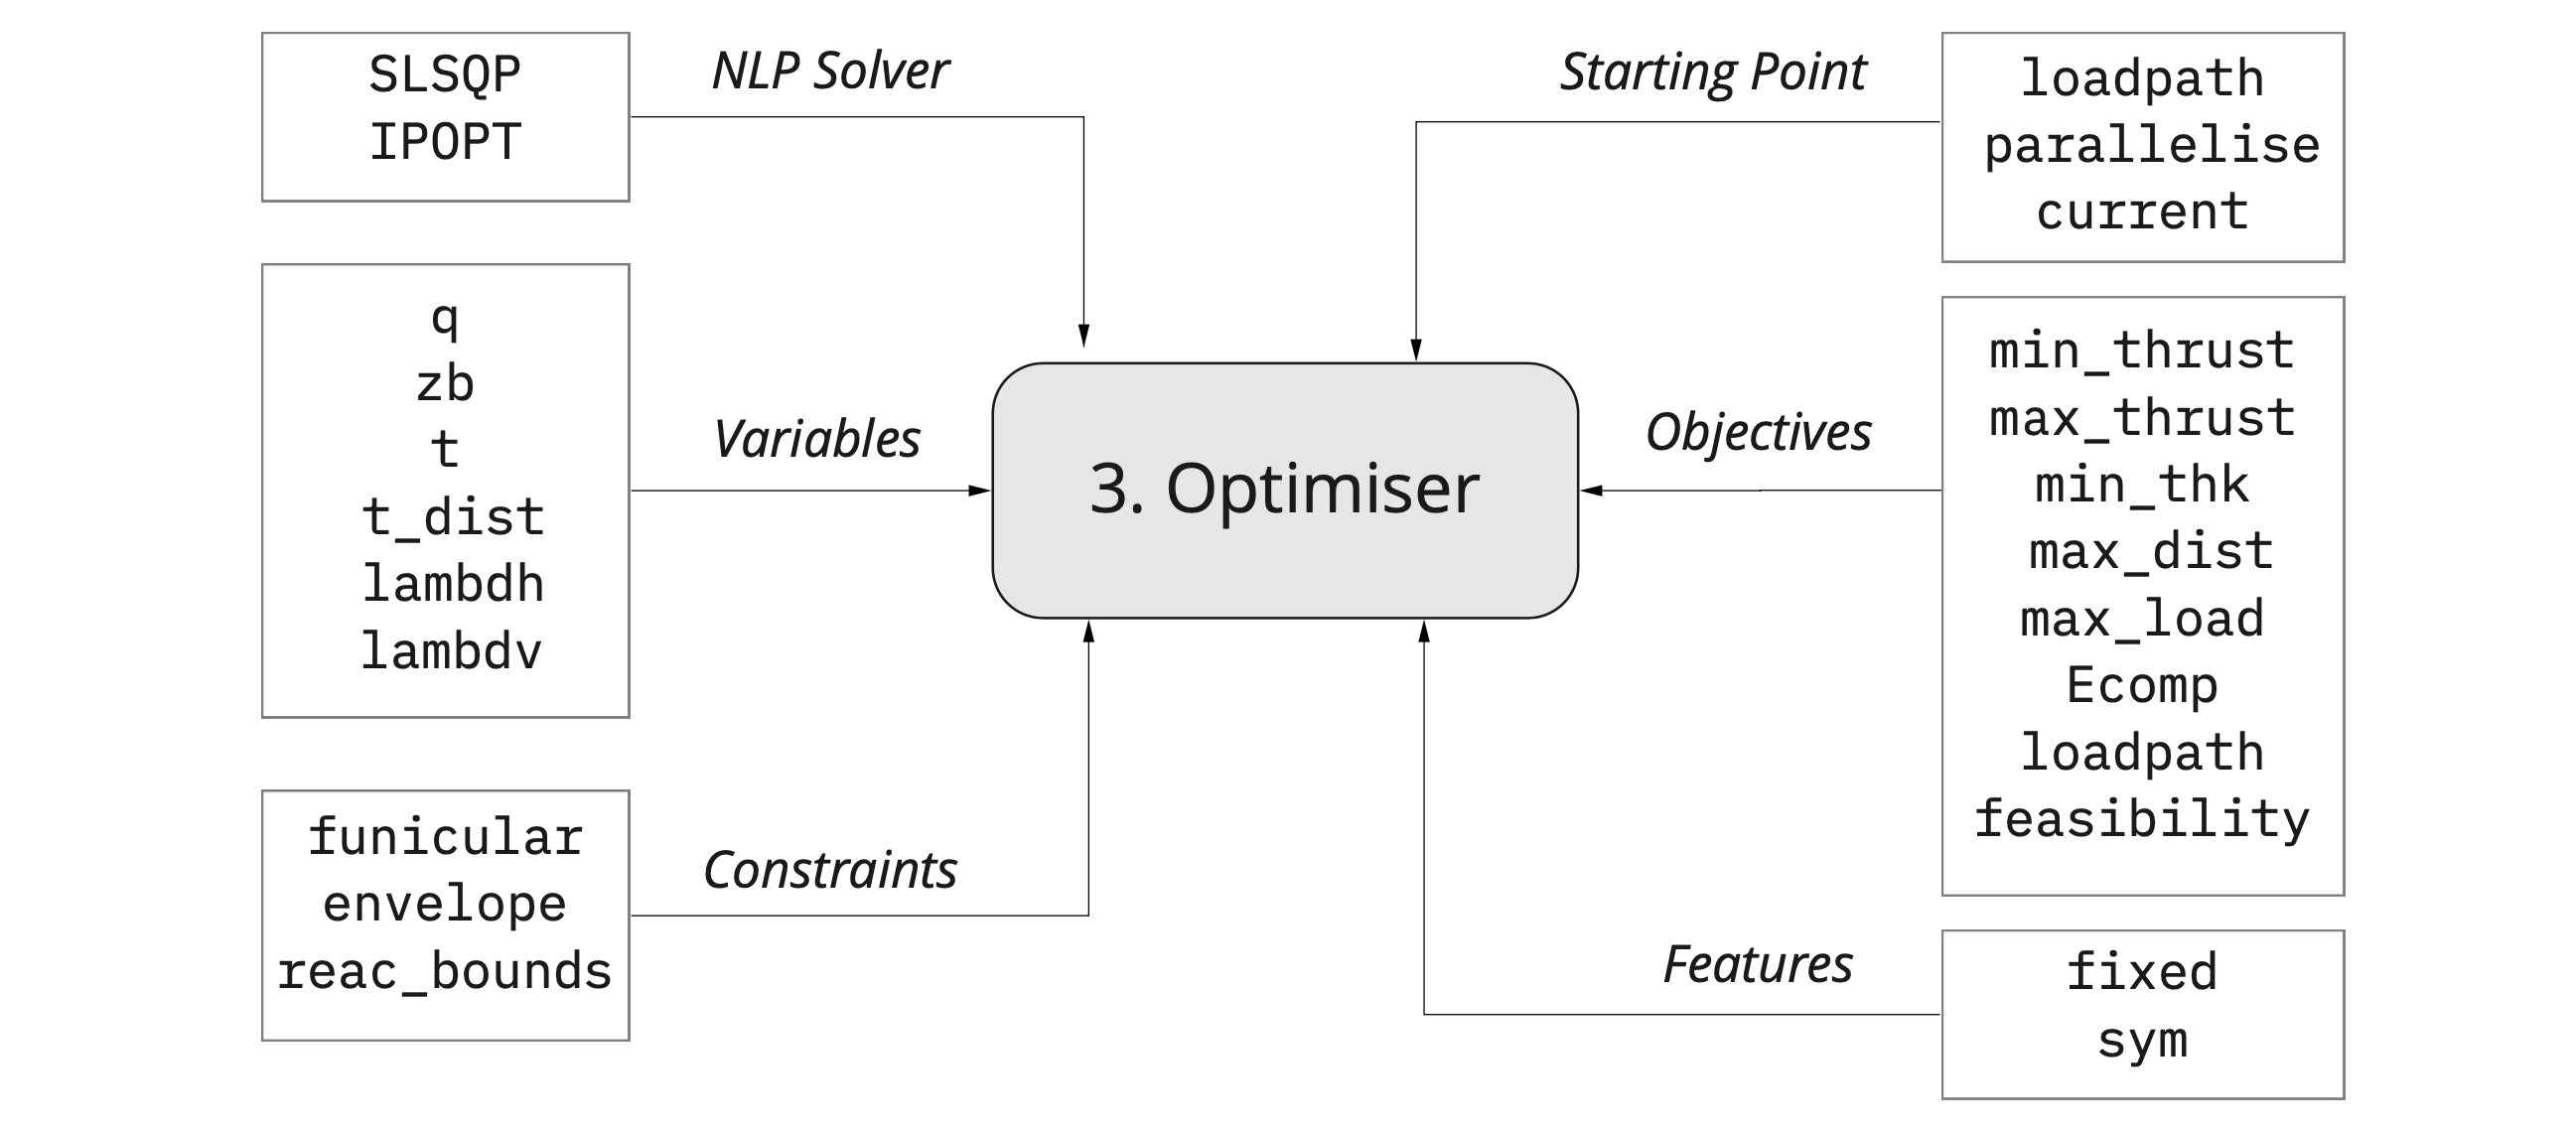 SLSQP
IPOPT
NLP Solver
q
zb
t
t_dist
lambdh
lambdv
Variables
funicular
envelope
reac_bounds
Constraints
3. Optimiser
Starting Point
loadpath
parallelise
current
Objectives
min_thrust
max_thrust
min_thk
max_dist
max_load
Ecomp
loadpath
feasibility
Features
fixed
sym